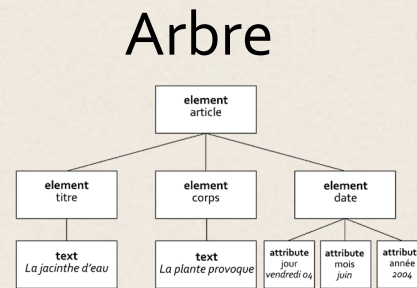 Arbre
element
article
element
titre
element
corps
element
date
text
La jacinthe d'eau
text
La plante provoque
attribute
jour
vendredi 04
attribute
mois
juin
attribut
année
2004